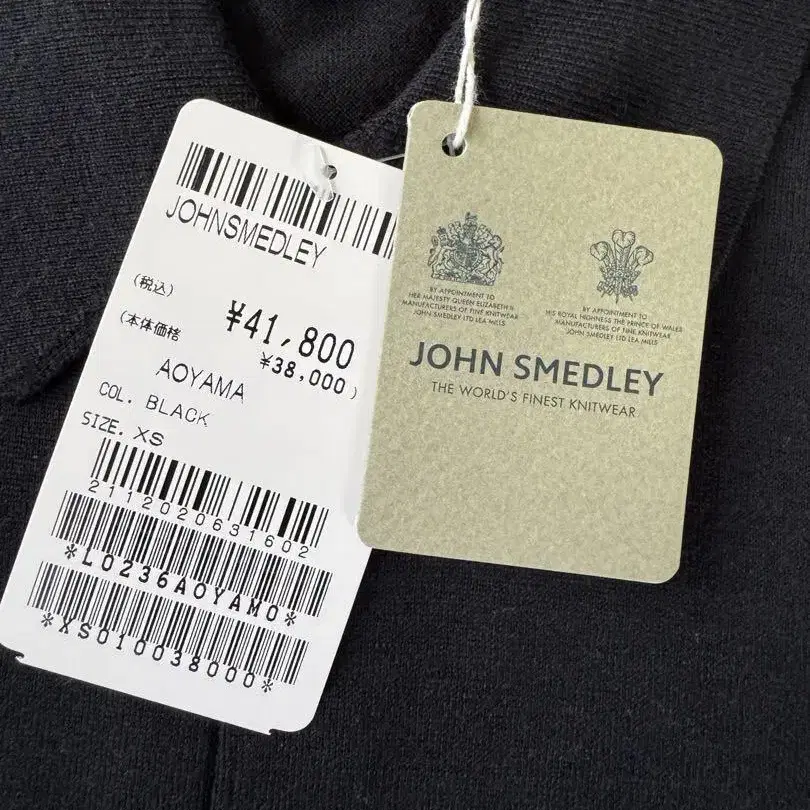 JOHNSMEDLEY
(税込)
¥41,800
(本体価格
¥38,000)
AOYAMA
COL. BLACK
SIZE. XS
2112020631602
*L0236AOYAM0*
*XS010038000*
BY APPOINTMENT TO
HER MAJESTY QUEEN ELIZABETH II
MANUFACTURERS OF FINE KNITWEAR
JOHN SMEDLEY LTD LEA MILLS
BY APPOINTMENT TO
HIS ROYAL HIGHNESS THE PRINCE OF WALES
MANUFACTURERS OF FINE KNITWEAR
JOHN SMEDLEY LTD LEA MILLS
JOHN SMEDLEY
THE WORLD'S FINEST KNITWEAR